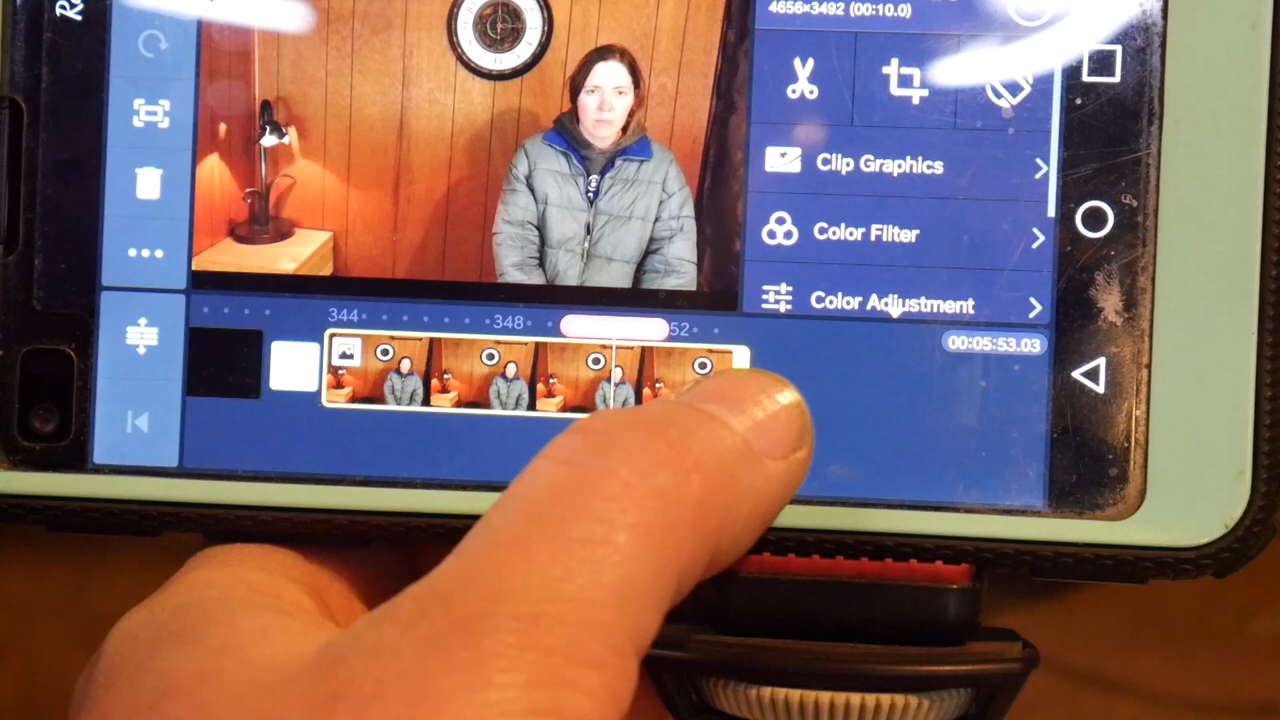 4656×3492 (00:10.0)
Clip Graphics
Color Filter
Color Adjustment
344
348
52
00:05:53.03